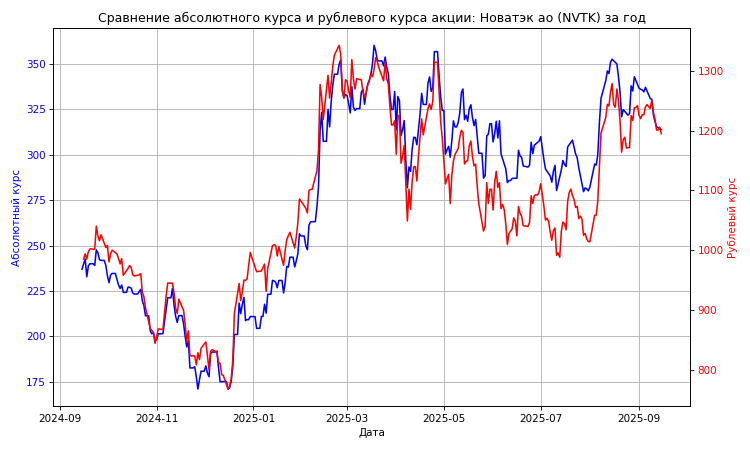 Сравнение абсолютного курса и рублевого курса акции: Новатэк ао (NVTK) за год
Абсолютный курс
350
325
300
275
250
225
200
175
1300
1200
1100
1000
900
800
Рублевый курс
2024-09 2024-11 2025-01 2025-03 2025-05 2025-07 2025-09
Дата